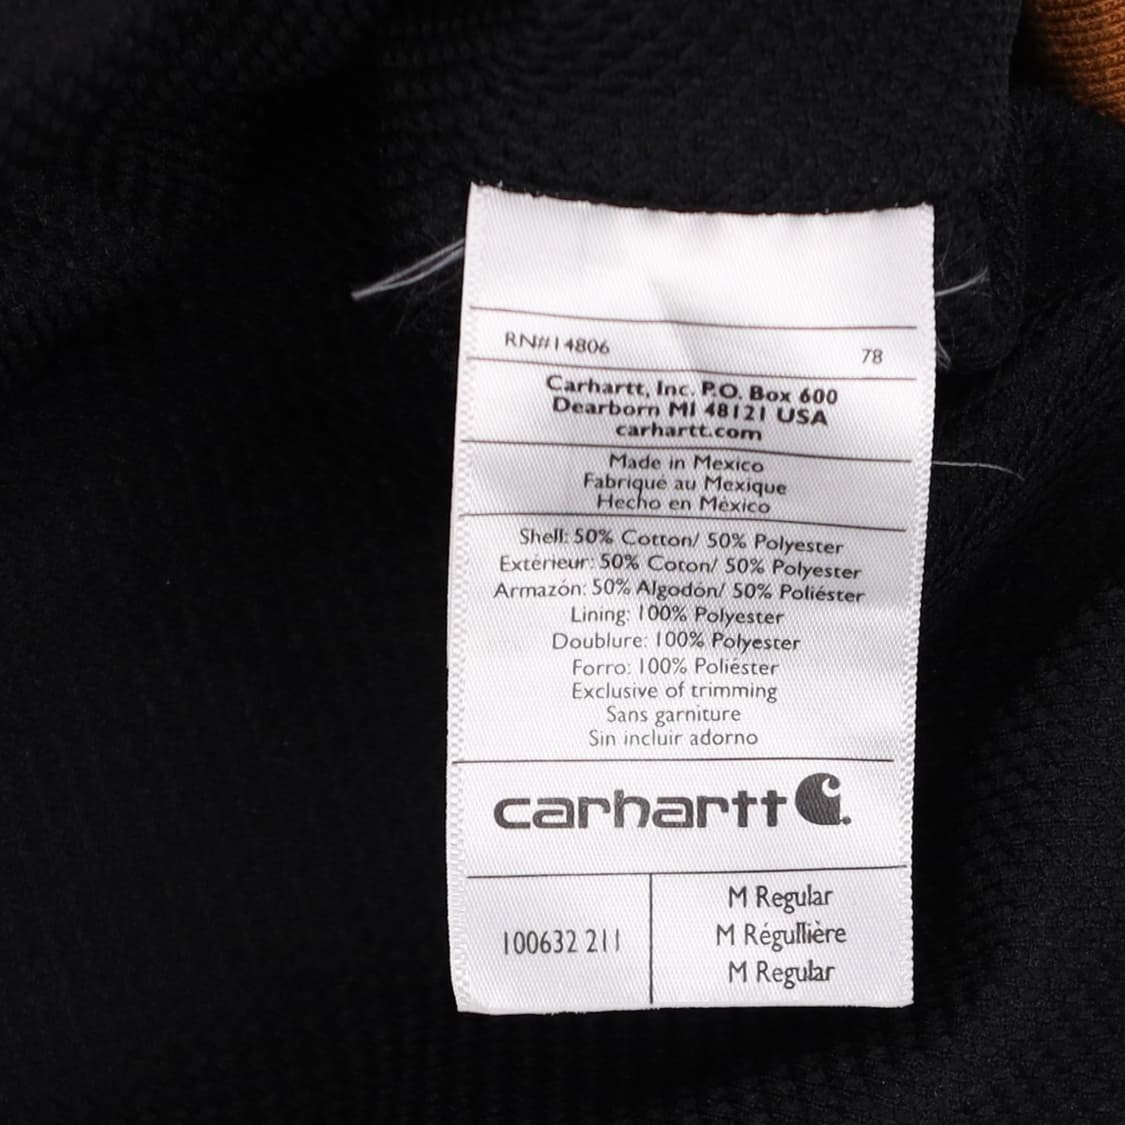 RN#14806 78
Carhartt, Inc. P.O. Box 600
Dearborn MI 48121 USA
carhartt.com
Made in Mexico
Fabriqué au Mexique
Hecho en México
Shell: 50% Cotton/ 50% Polyester
Extérieur: 50% Coton/ 50% Polyester
Armazón: 50% Algodón/ 50% Poliéster
Lining: 100% Polyester
Doublure: 100% Polyester
Forro: 100% Poliéster
Exclusive of trimming
Sans garniture
Sin incluir adorno
carhartt
100632 211
M Regular
M Régullière
M Regular